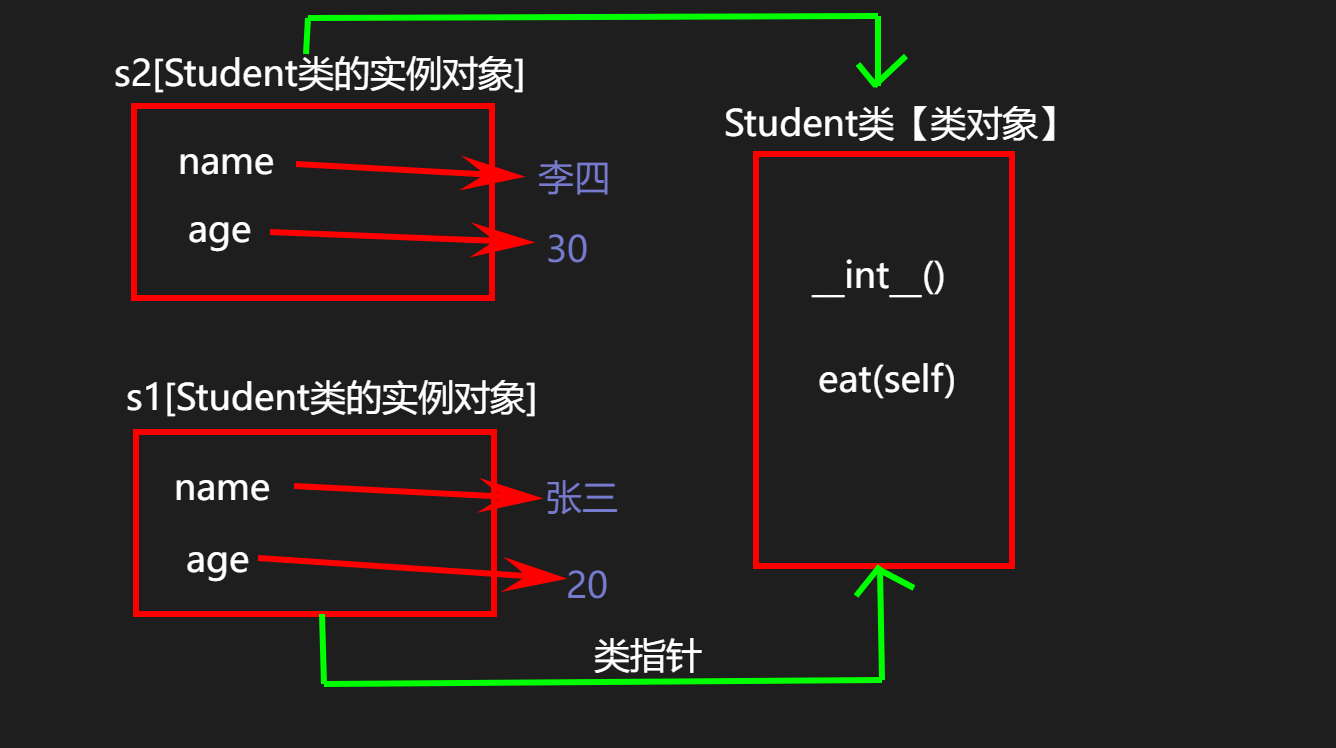 s2[Student类的实例对象]
name
李四
age
30
Student类【类对象】
__int__()
eat(self)
s1[Student类的实例对象]
name
张三
age
20
类指针